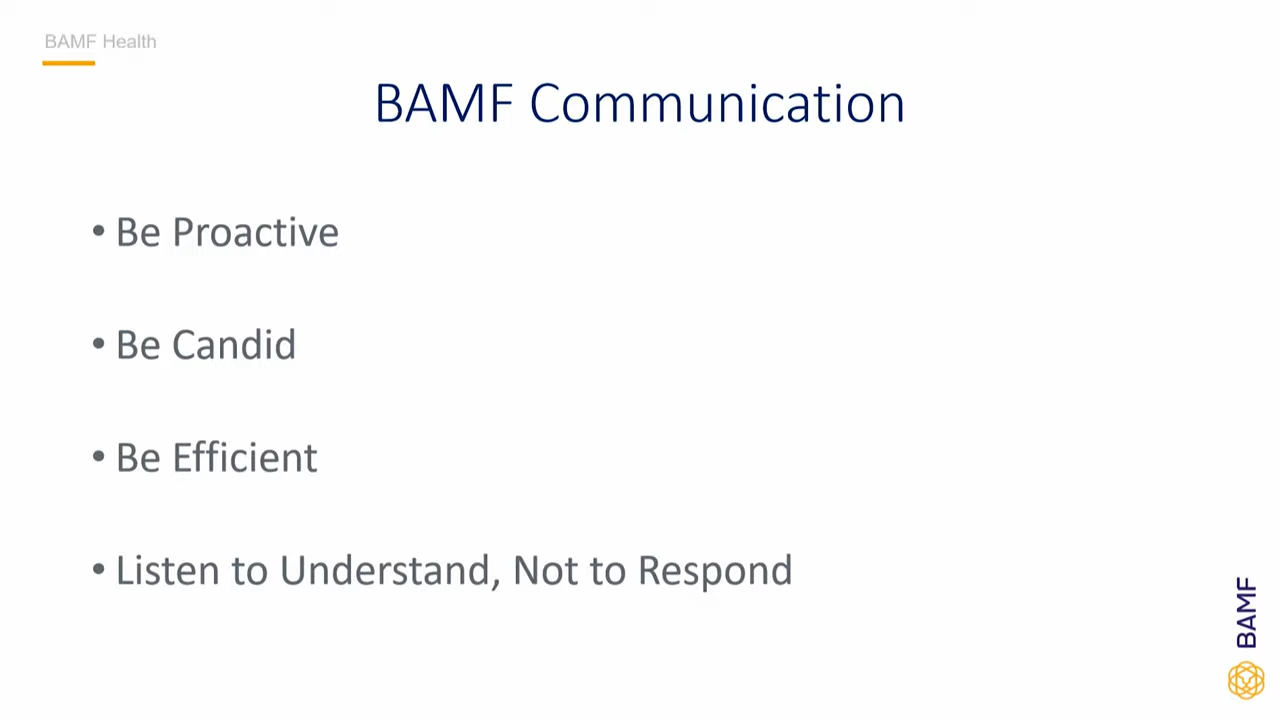 BAMF Health
BAMF Communication
• Be Proactive
• Be Candid
• Be Efficient
• Listen to Understand, Not to Respond
BAMF